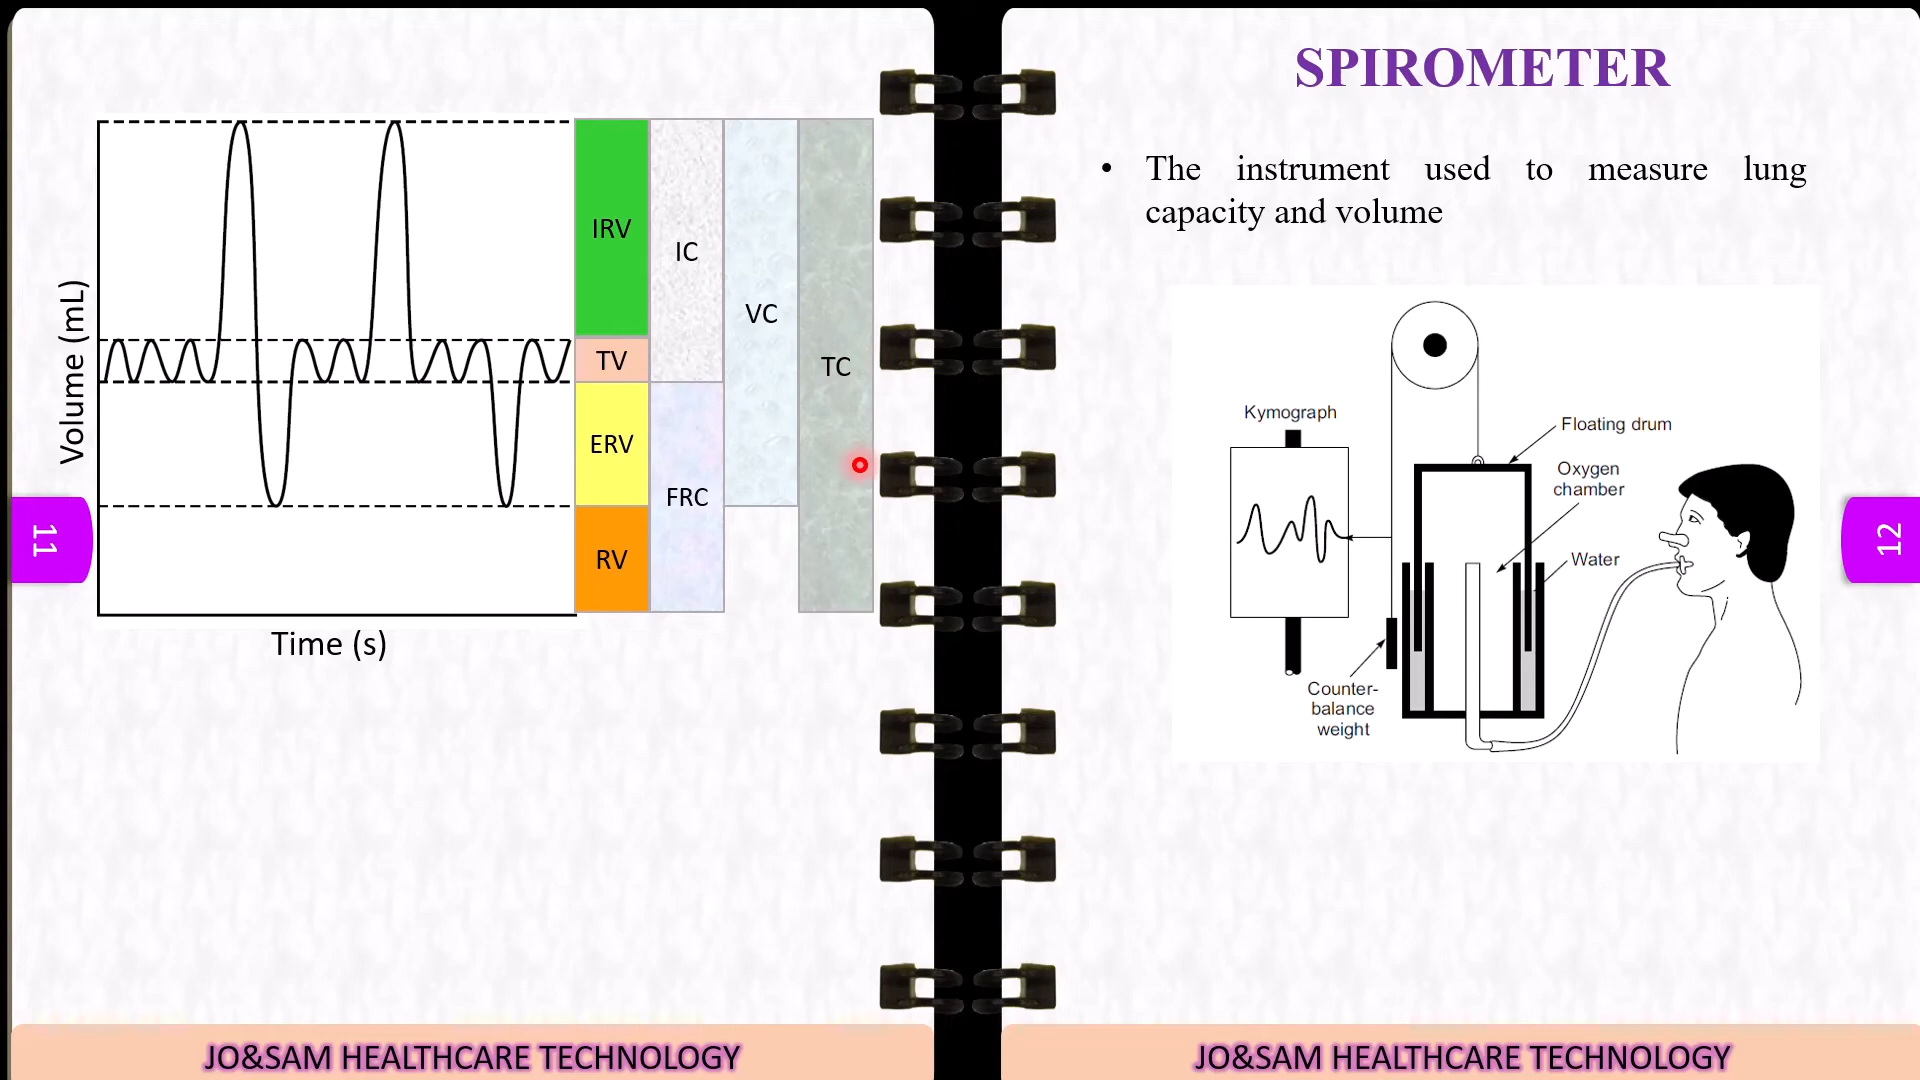 Volume (mL)
IRV
IC
VC
TC
TV
ERV
FRC
RV
Time (s)
11
JO&SAM HEALTHCARE TECHNOLOGY
SPIROMETER
• The instrument used to measure lung
capacity and volume
Kymograph
Floating drum
Oxygen
chamber
Water
Counter-
balance
weight
12
JO&SAM HEALTHCARE TECHNOLOGY